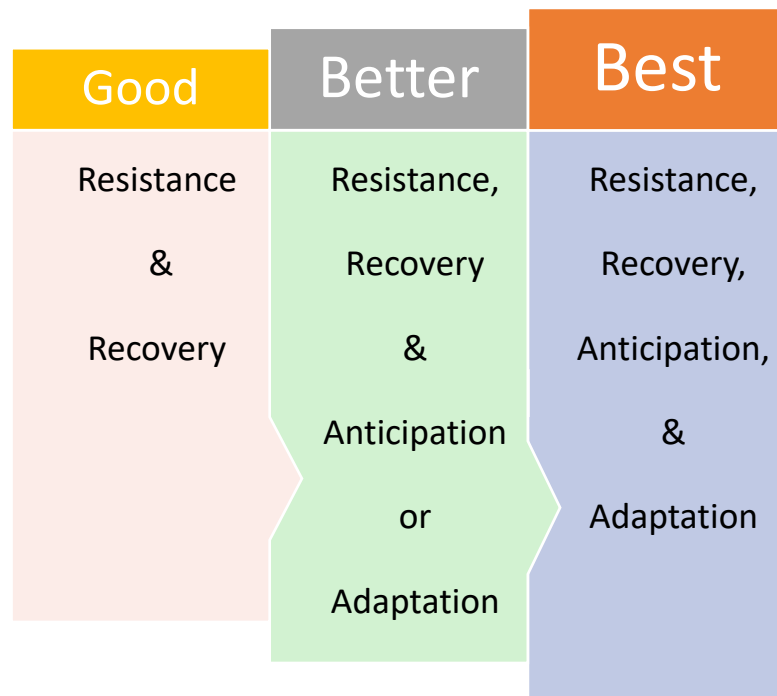 Good
Resistance
&
Recovery
Better
Resistance,
Recovery
&
Anticipation
or
Adaptation
Best
Resistance,
Recovery,
Anticipation,
&
Adaptation